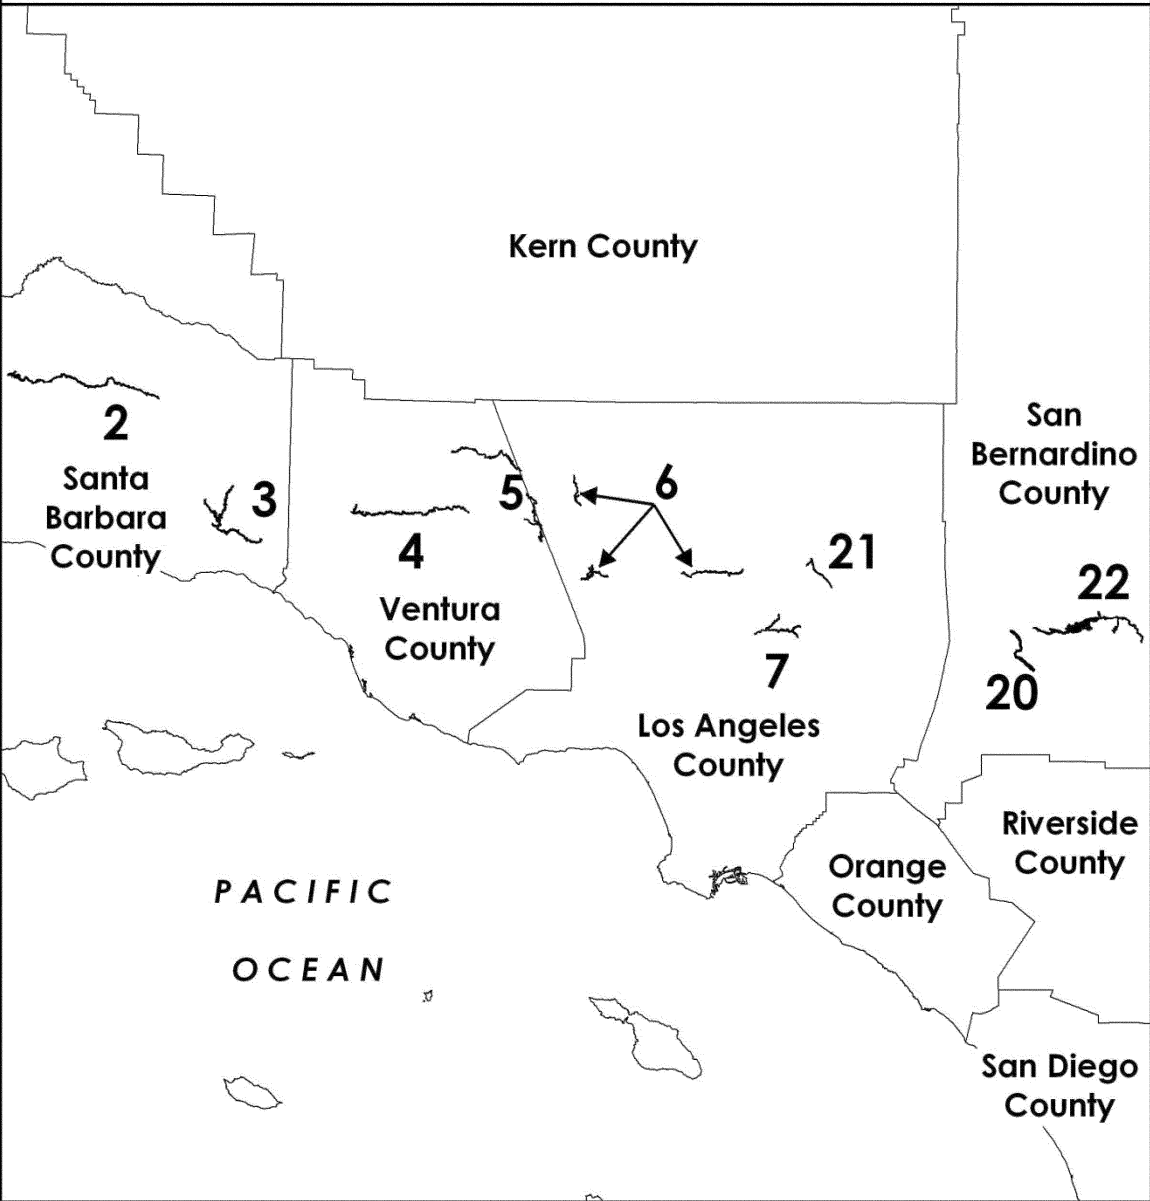 Kern County
2
Santa
Barbara
County
3
4
Ventura
County
5
6
21
7
Los Angeles
County
San
Bernardino
County
22
20
Riverside
County
Orange
County
PACIFIC
OCEAN
San Diego
County